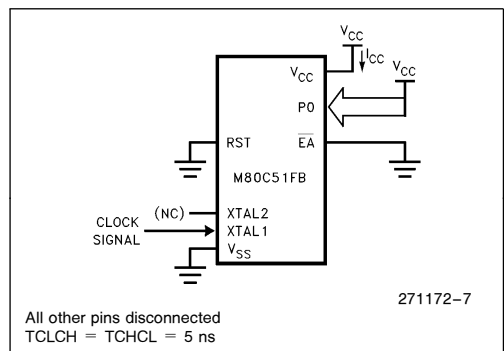 VCC
ICC
VCC
VCC
P0
RST
EA
M80C51FB
(NC)
XTAL2
CLOCK
SIGNAL
XTAL1
VSS
271172–7
All other pins disconnected
TCLCH = TCHCL = 5 ns